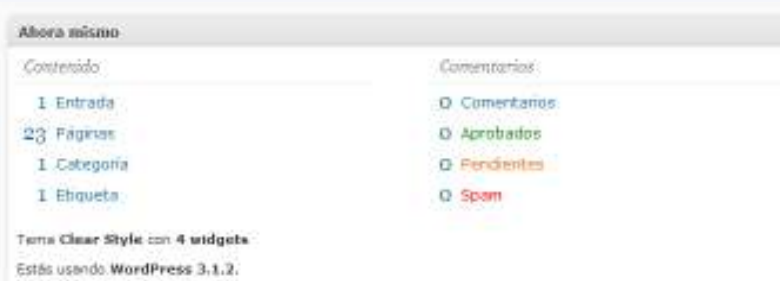 Ahora mismo
Contenido
Comentarios
1 Entrada
0 Comentarios
23 Páginas
0 Aprobados
1 Categoría
0 Pendientes
1 Etiqueta
0 Spam
Tema Clear Style con 4 widgets
Estás usando WordPress 3.1.2.